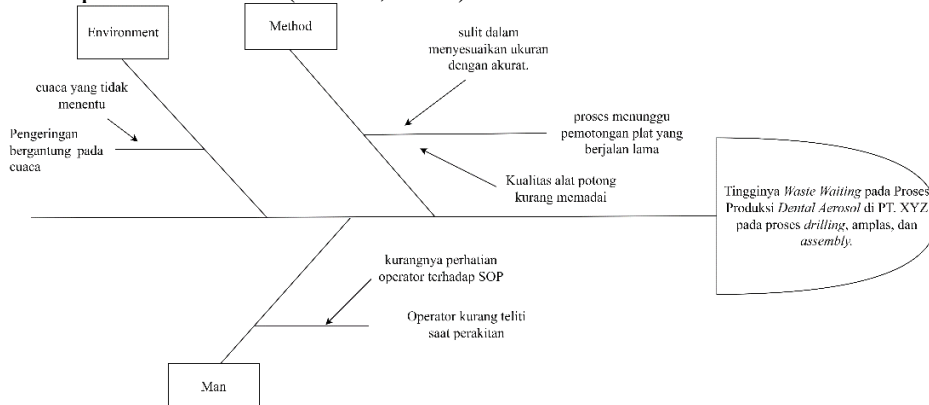 Environment
Method
sulit dalam
menyesuaikan ukuran
dengan akurat.
cuaca yang tidak
menentu
Pengeringan
bergantung pada
cuaca
proses menunggu
pemotongan plat yang
berjalan lama
Kualitas alat potong
kurang memadai
Tingginya Waste Waiting pada Proses
Produksi Dental Aerosol di PT. XYZ
pada proses drilling, amplas, dan
assembly.
kurangnya perhatian
operator terhadap SOP
Operator kurang teliti
saat perakitan
Man